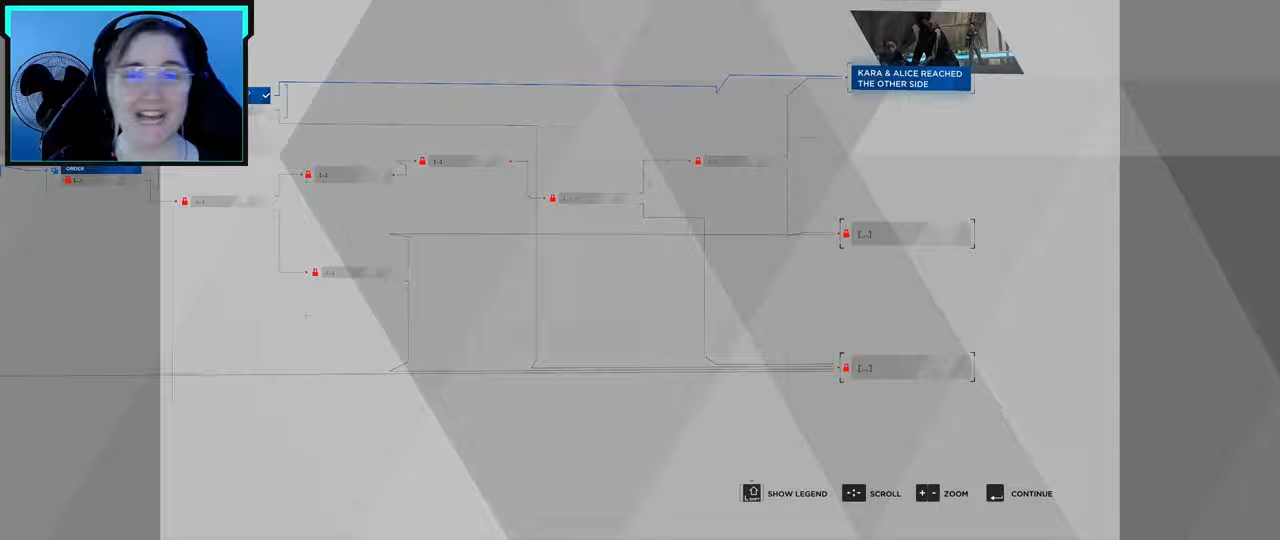 KARA & ALICE REACHED
THE OTHER SIDE
ORDER
[...]
[...]
[...]
[...]
[...]
[...]
[...]
[...]
[...]
SHOW LEGEND
SCROLL
+ -
ZOOM
CONTINUE